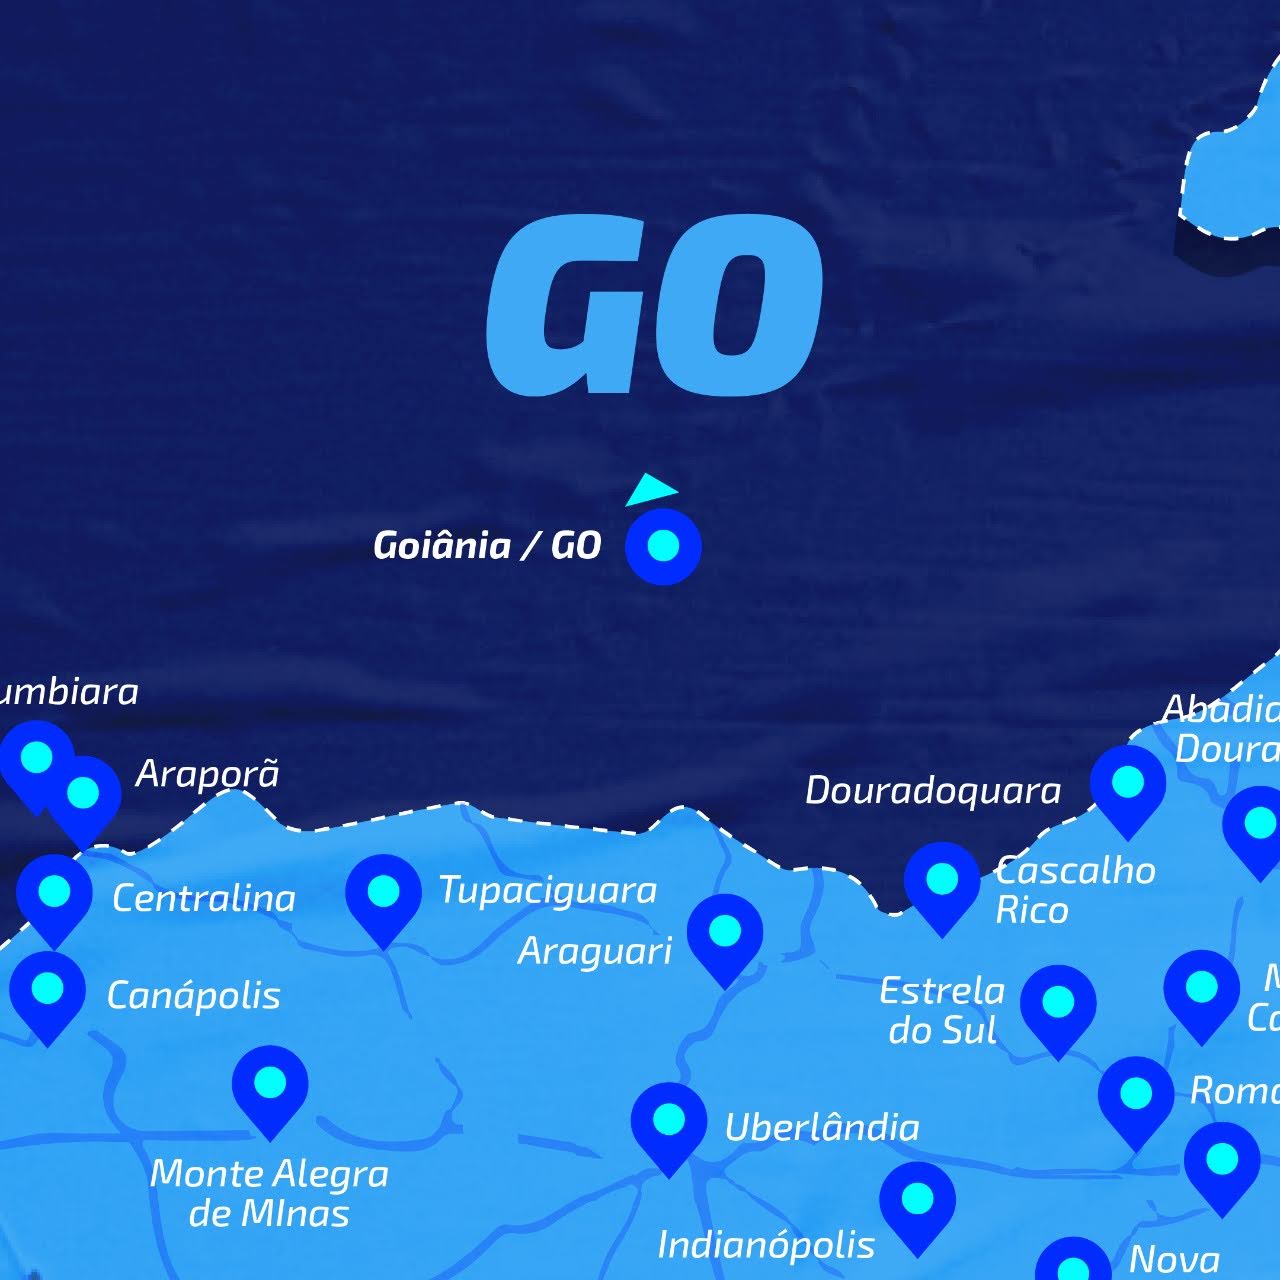 GO
Goiânia / GO
umbiara
Araporã
Abadia
Doura
Douradoquara
Cascalho
Rico
Centralina
Tupaciguara
Araguari
Canápolis
Estrela
do Sul
M
Ca
Roma
Uberlândia
Monte Alegra
de MInas
Indianópolis
Nova